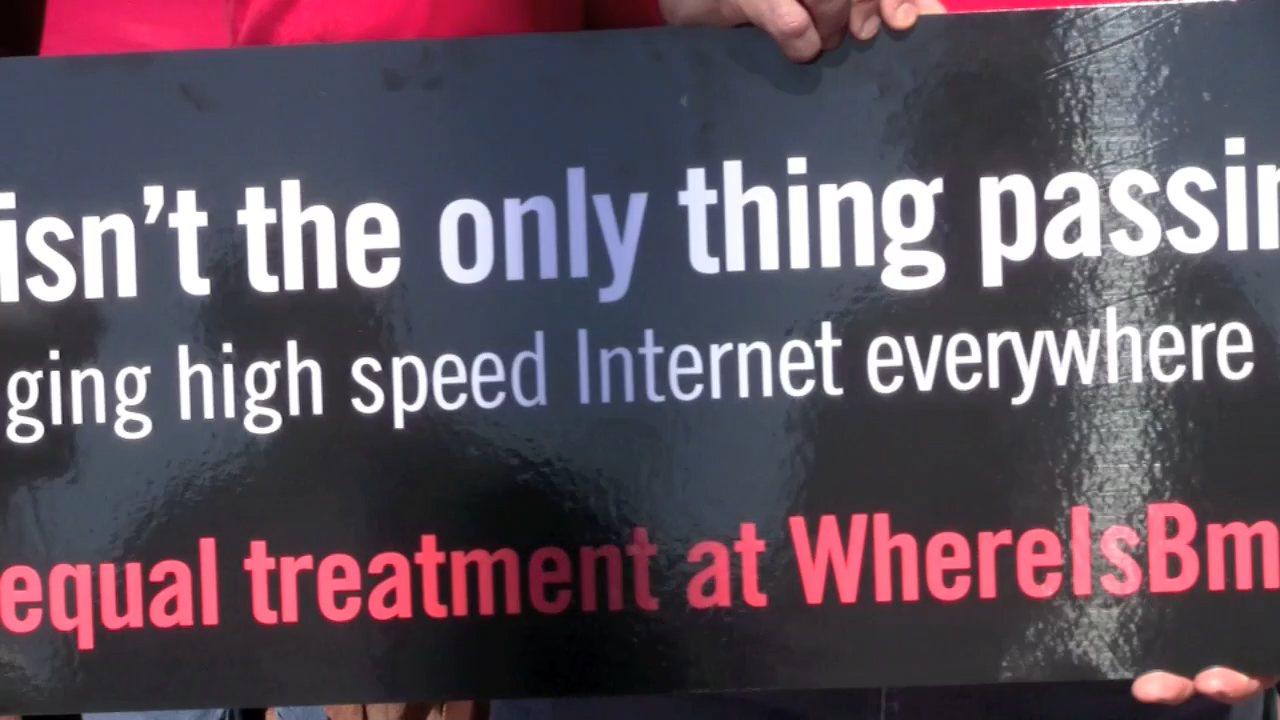 isn't the only thing passin
ging high speed Internet everywhere
equal treatment at WhereIsBm